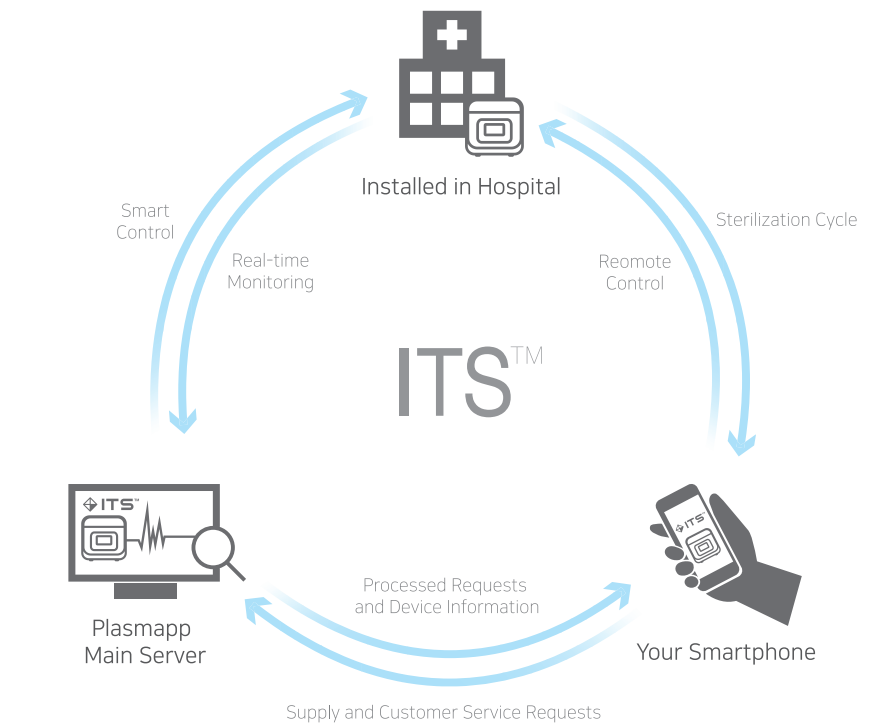 Installed in Hospital
Smart
Control
Real-time
Monitoring
Sterilization Cycle
Reomote
Control
ITS™
ITS™
ITS™
Processed Requests
and Device Information
Plasmapp
Main Server
Your Smartphone
Supply and Customer Service Requests